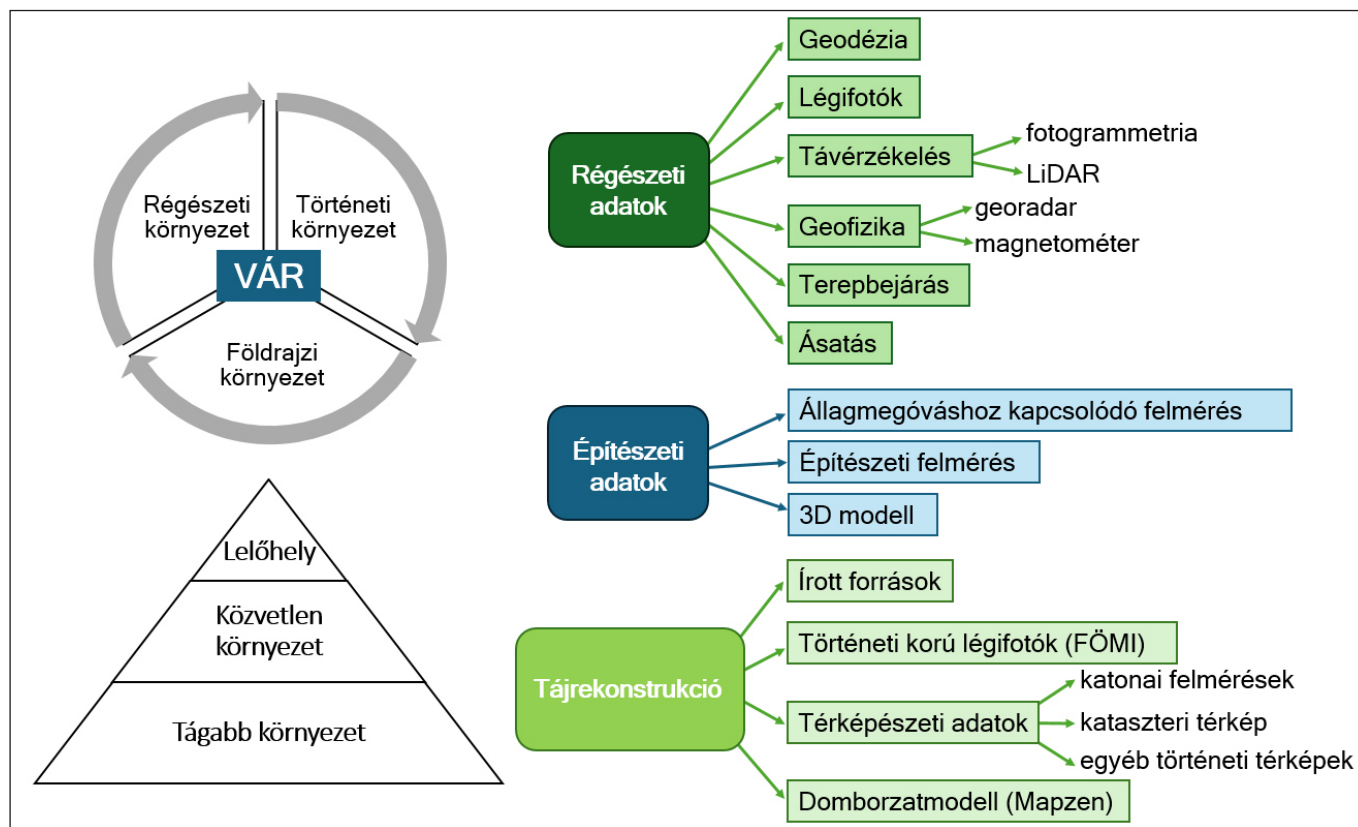 Régészeti
környezet
Történeti
környezet
VÁR
Földrajzi
környezet
Lelőhely
Közvetlen
környezet
Tágabb környezet
Régészeti
adatok
Geodézia
Légifotók
Távérzékelés
fotogrammetria
LiDAR
Geofizika
georadar
magnetométer
Terepbejárás
Ásatás
Építészeti
adatok
Állagmegóváshoz kapcsolódó felmérés
Építészeti felmérés
3D modell
Tájrekonstrukció
Írott források
Történeti korú légifotók (FÖMI)
Térképészeti adatok
katonai felmérések
kataszteri térkép
egyéb történeti térképek
Domborzatmodell (Mapzen)